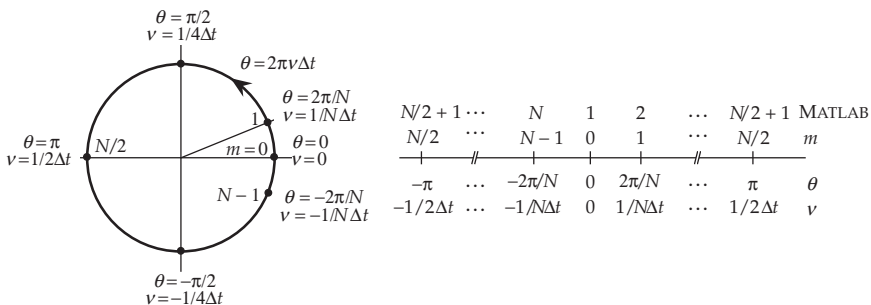 θ = π/2
ν = 1/4Δt
θ = 2πνΔt
θ = 2π/N
ν = 1/NΔt
1
θ = π
ν = 1/2Δt
N/2
m = 0
θ = 0
ν = 0
N − 1
θ = −2π/N
ν = −1/NΔt
θ = −π/2
ν = −1/4Δt
N/2 + 1 ... N 1 2 ... N/2 + 1 MATLAB
N/2 ... N − 1 0 1 ... N/2 m
−π ... −2π/N 0 2π/N ... π θ
−1/2Δt ... −1/NΔt 0 1/NΔt ... 1/2Δt ν